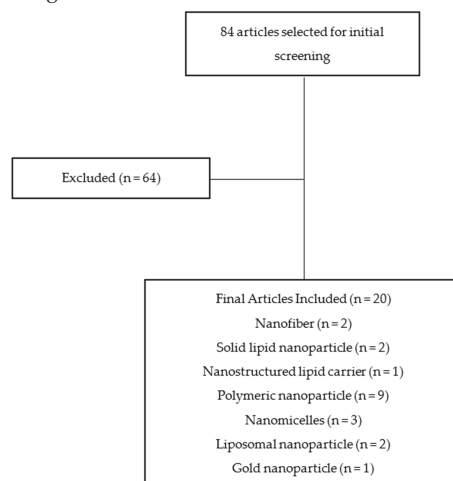 84 articles selected for initial
screening
Excluded (n = 64)
Final Articles Included (n = 20)
Nanofiber (n = 2)
Solid lipid nanoparticle (n = 2)
Nanostructured lipid carrier (n = 1)
Polymeric nanoparticle (n = 9)
Nanomicelles (n = 3)
Liposomal nanoparticle (n = 2)
Gold nanoparticle (n = 1)